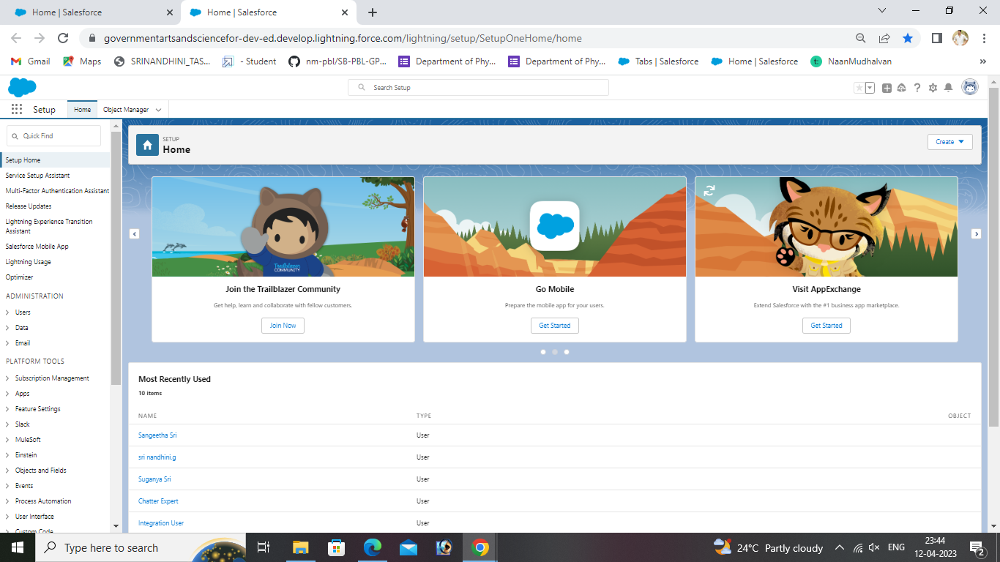 Home | Salesforce
Home | Salesforce
governmentartsandsciencefor-dev-ed.develop.lightning.force.com/lightning/setup/SetupOneHome/home
Gmail
Maps
SRINANDHINI_TAS...
- Student
nm-pbl/SB-PBL-GP...
Department of Phy...
Department of Phy...
Tabs | Salesforce
Home | Salesforce
NaanMudhalvan
Search Setup
Setup
Home
Object Manager
Quick Find
Setup Home
Service Setup Assistant
Multi-Factor Authentication Assistant
Release Updates
Lightning Experience Transition
Assistant
Salesforce Mobile App
Lightning Usage
Optimizer
ADMINISTRATION
Users
Data
Email
PLATFORM TOOLS
Subscription Management
Apps
Feature Settings
Slack
MuleSoft
Einstein
Objects and Fields
Events
Process Automation
User Interface
Custom Code
SETUP
Home
Create
Trailblazer
COMMUNITY
Join the Trailblazer Community
Get help, learn and collaborate with fellow customers.
Join Now
Go Mobile
Prepare the mobile app for your users.
Get Started
Visit AppExchange
Extend Salesforce with the #1 business app marketplace.
Get Started
Most Recently Used
10 items
NAME TYPE OBJECT
Sangeetha Sri User
sri nandhini.g User
Suganya Sri User
Chatter Expert User
Integration User User
Type here to search
24°C Partly cloudy
ENG
23:44
12-04-2023
2